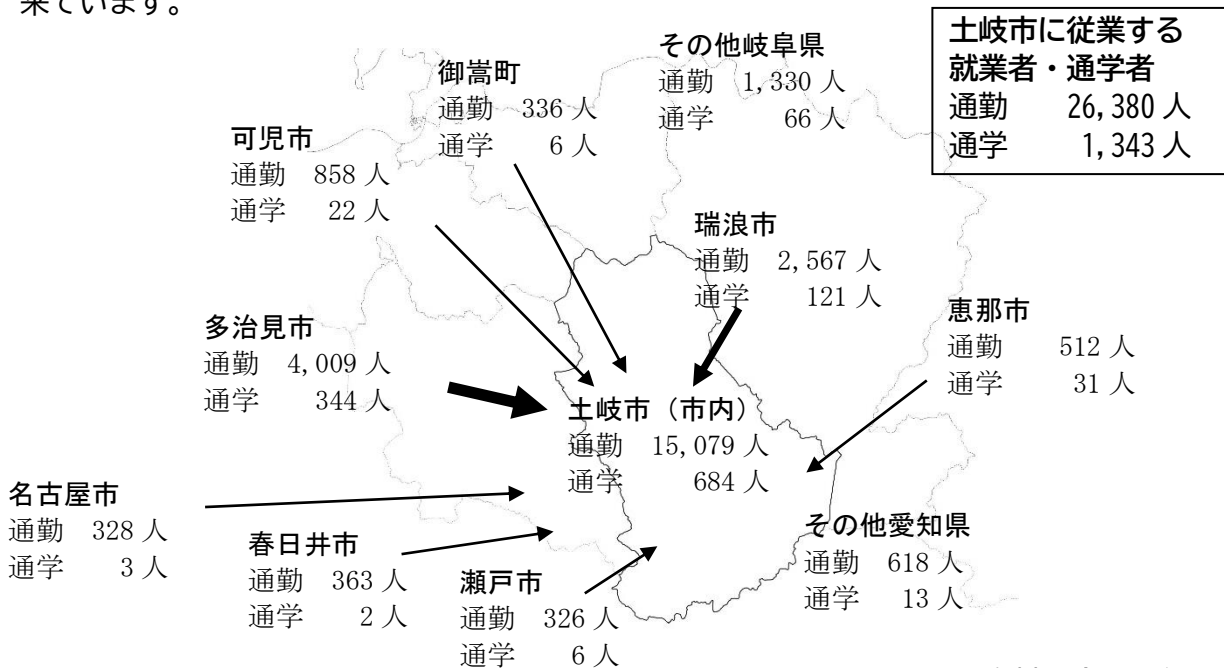 来ています。
土岐市に従業する
就業者・通学者
通勤 26,380 人
通学 1,343 人
その他岐阜県
通勤 1,330 人
通学 66 人
御嵩町
通勤 336 人
通学 6 人
可児市
通勤 858 人
通学 22 人
瑞浪市
通勤 2,567 人
通学 121 人
恵那市
通勤 512 人
通学 31 人
多治見市
通勤 4,009 人
通学 344 人
土岐市(市内)
通勤 15,079 人
通学 684 人
名古屋市
通勤 328 人
通学 3 人
春日井市
通勤 363 人
通学 2 人
瀬戸市
通勤 326 人
通学 6 人
その他愛知県
通勤 618 人
通学 13 人